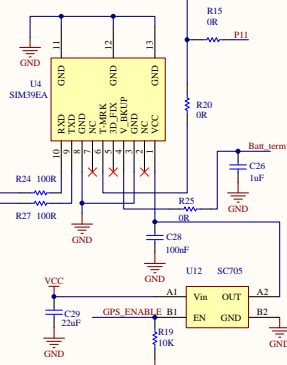 R15
0R
P11
GND
11
12
13
U4
SIM39EA
GND
GND
GND
R20
0R
RXD
TXD
GND
NC
T-MRK
3D_FIX
V_BKUP
GND
NC
VCC
10
9
8
7
6
5
4
3
2
1
Batt_term
C26
1uF
GND
R24 100R
R27 100R
R25
0R
GND
C28
100nF
GND
U12
SC705
VCC
A1
Vin
OUT
A2
GPS_ENABLE
B1
EN
GND
B2
C29
22uF
GND
R19
10K
GND